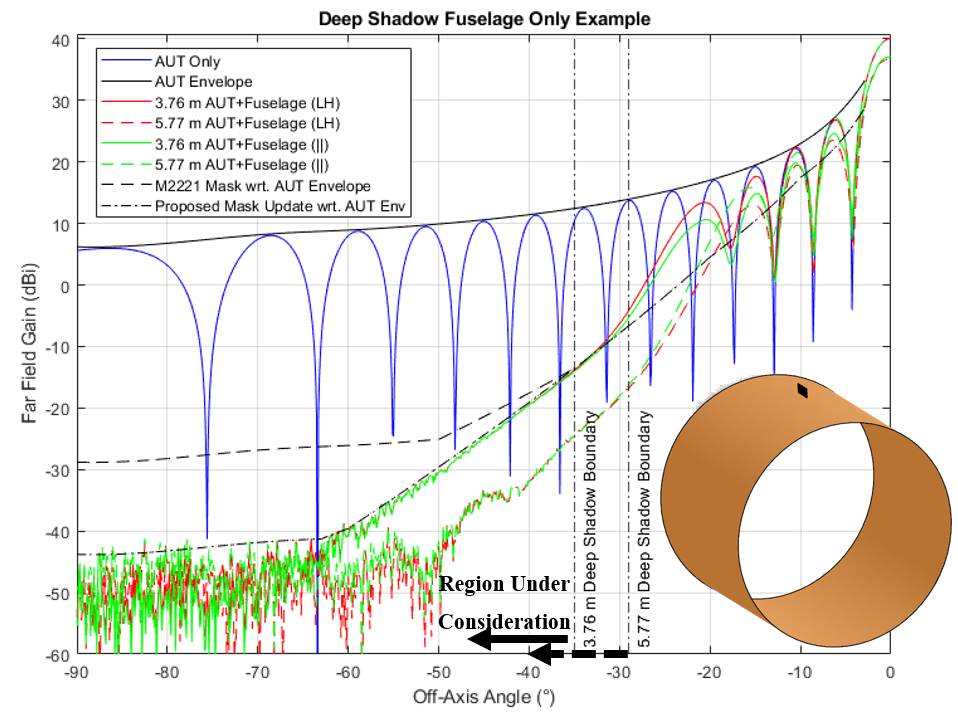 Deep Shadow Fuselage Only Example
40
30
20
10
0
-10
-20
-30
-40
-50
-60
Far Field Gain (dBi)
AUT Only
AUT Envelope
3.76 m AUT+Fuselage (LH)
5.77 m AUT+Fuselage (LH)
3.76 m AUT+Fuselage (||)
5.77 m AUT+Fuselage (||)
M2221 Mask wrt. AUT Envelope
Proposed Mask Update wrt. AUT Env
3.76 m Deep Shadow Boundary
5.77 m Deep Shadow Boundary
Region Under
Consideration
-90 -80 -70 -60 -50 -40 -30 -20 -10 0
Off-Axis Angle (°)